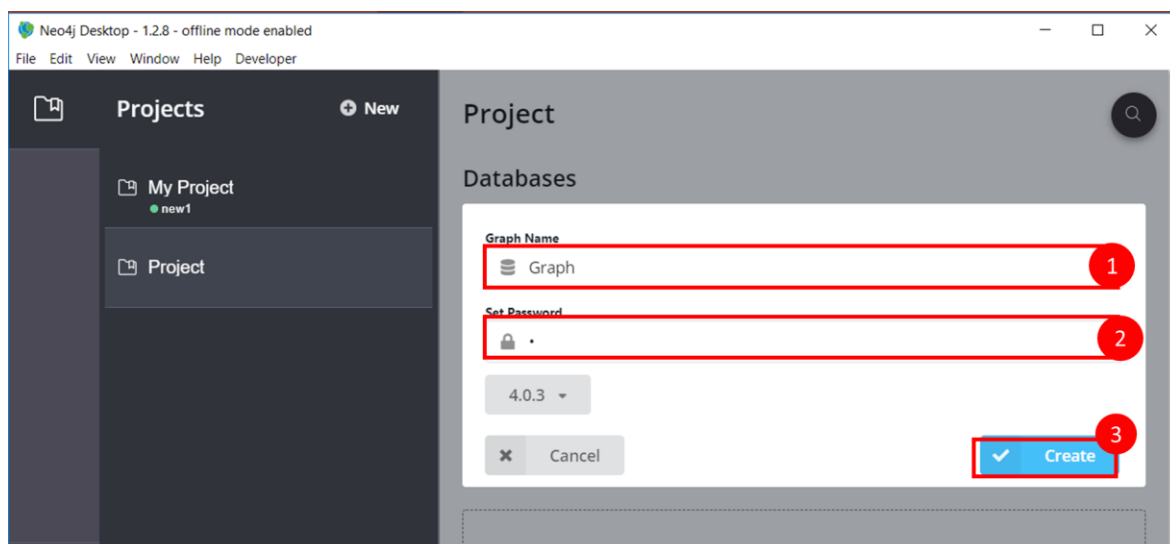 Neo4j Desktop - 1.2.8 - offline mode enabled
File Edit View Window Help Developer
Projects
New
My Project
new1
Project
Project
Databases
Graph Name
Graph
1
Set Password
2
4.0.3
Cancel
Create
3